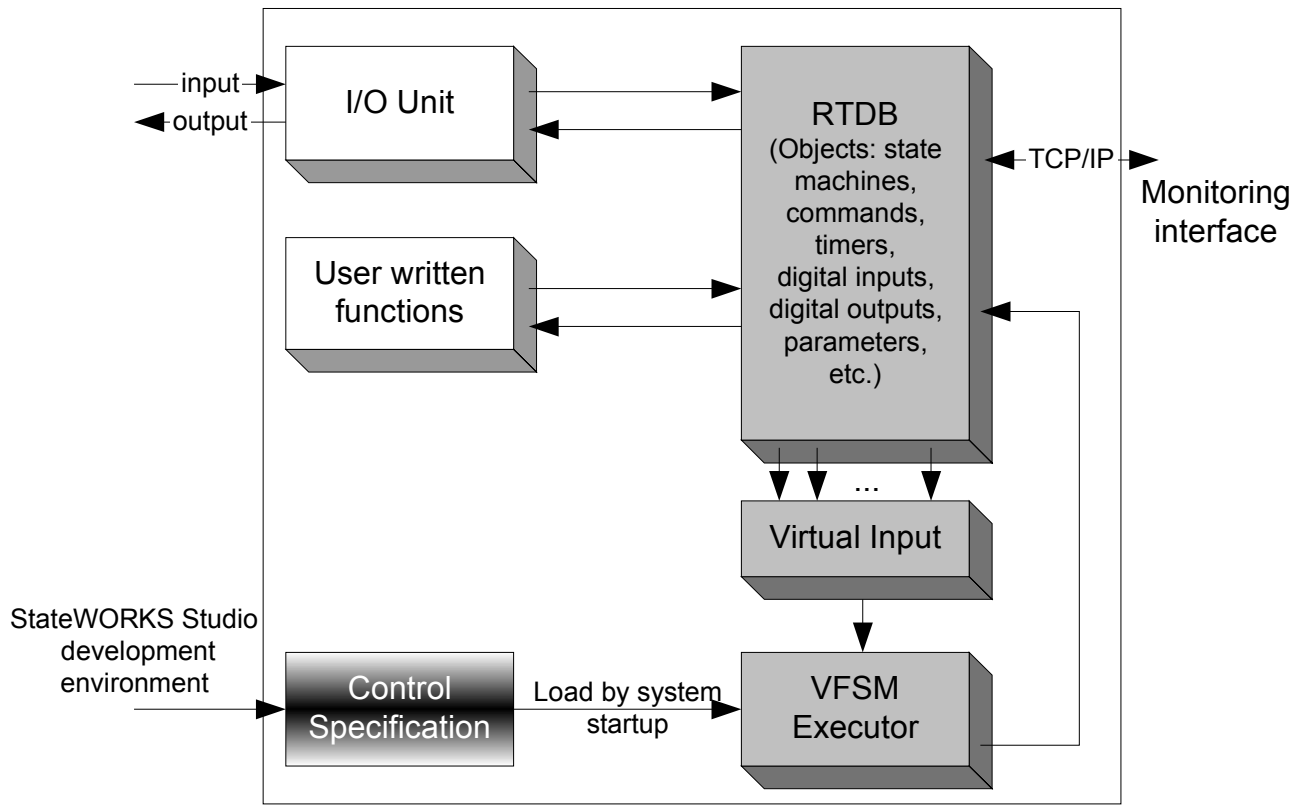 input
output
I/O Unit
RTDB
(Objects: state
machines,
commands,
timers,
digital inputs,
digital outputs,
parameters,
etc.)
TCP/IP
Monitoring
interface
User written
functions
...
Virtual Input
StateWORKS Studio
development
environment
Control
Specification
Load by system
startup
VFSM
Executor